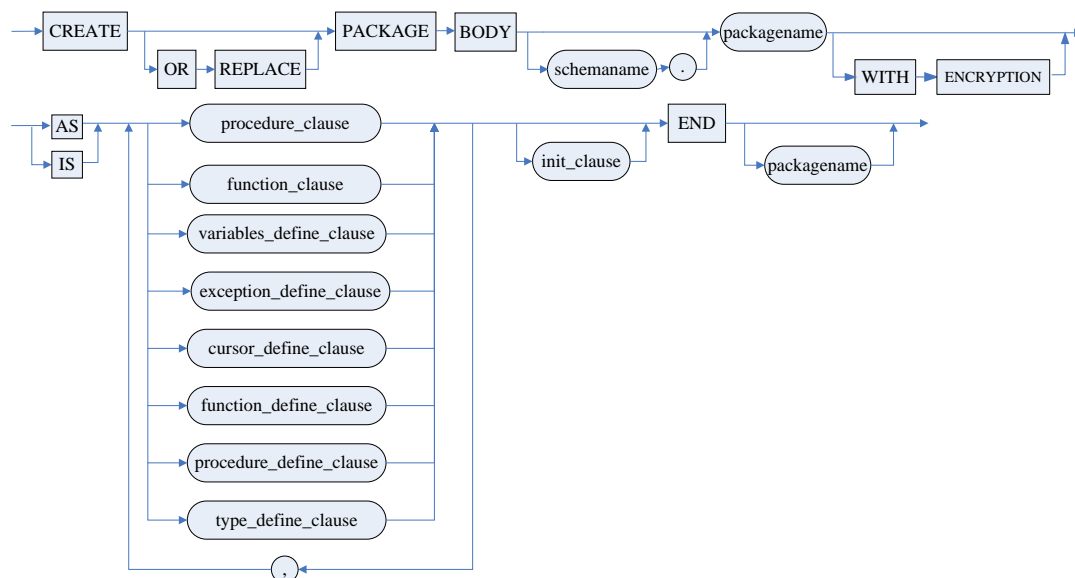 CREATE PACKAGE BODY packagename
OR REPLACE schemaname . WITH ENCRYPTION
AS procedure_clause END
IS init_clause packagename
function_clause
variables_define_clause
exception_define_clause
cursor_define_clause
function_define_clause
procedure_define_clause
type_define_clause
,